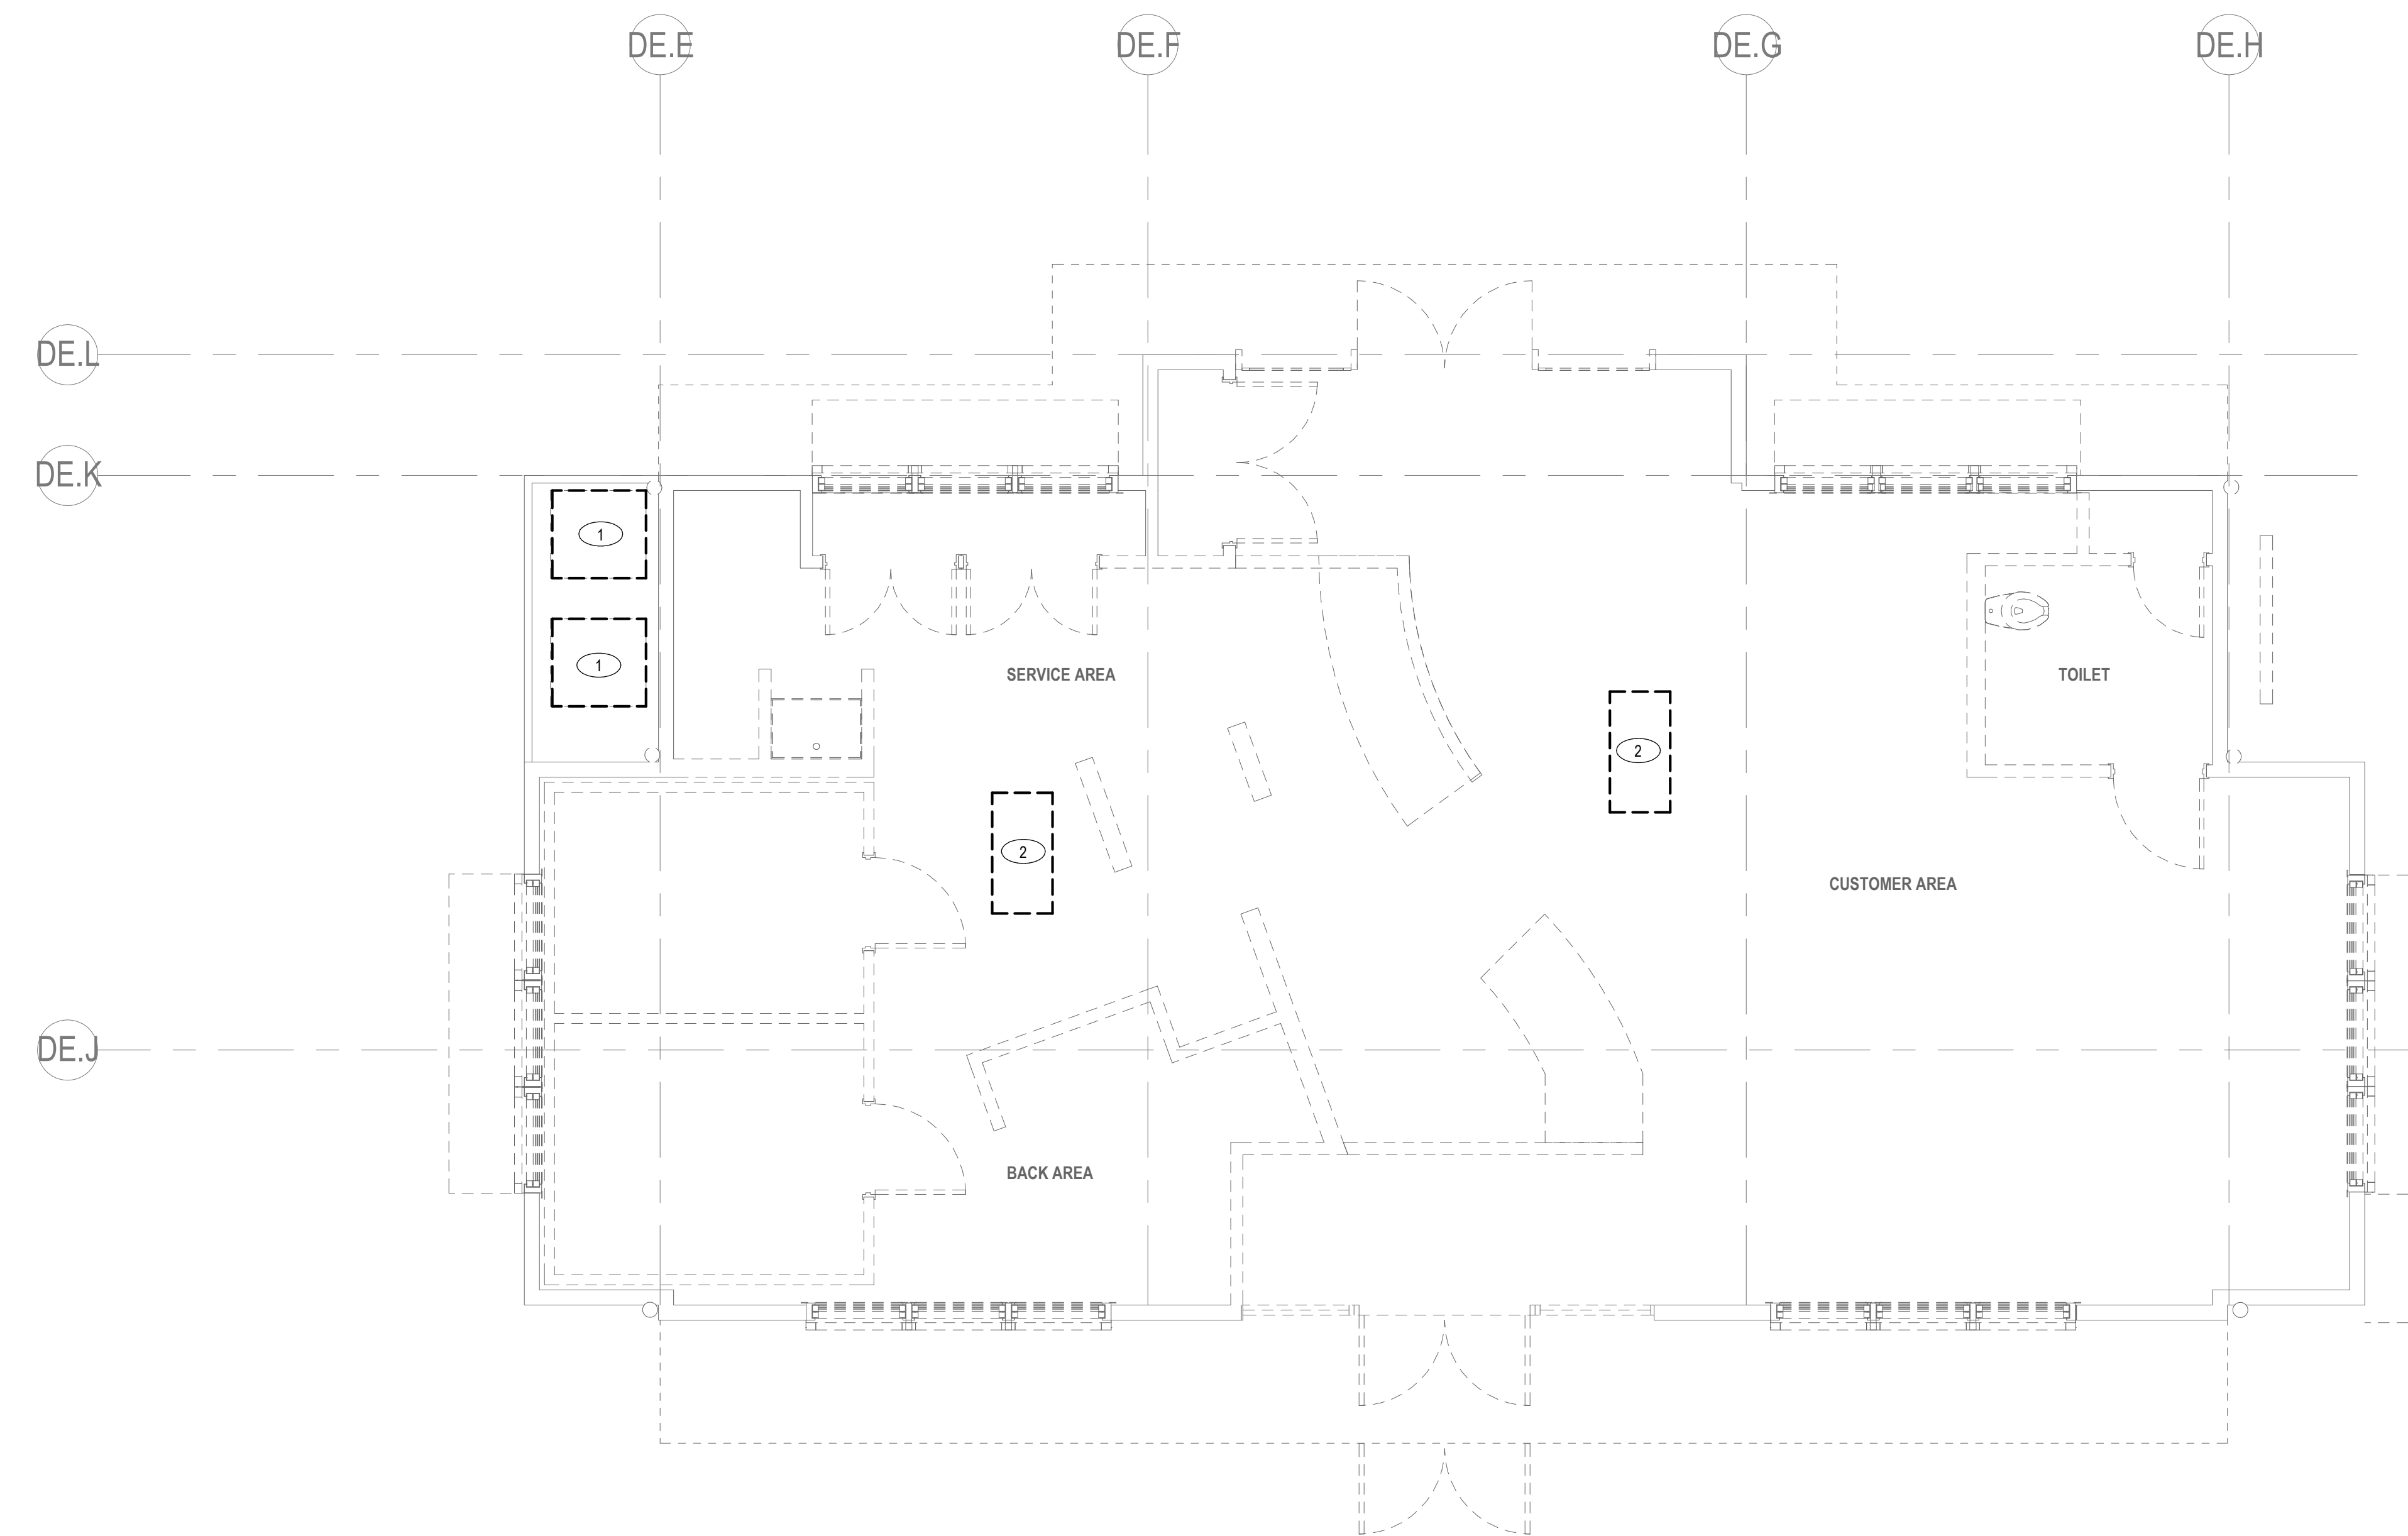 DE.E
DE.F
DE.G
DE.H
DE.L
DE.K
1
1
SERVICE AREA
TOILET
2
2
CUSTOMER AREA
DE.J
BACK AREA